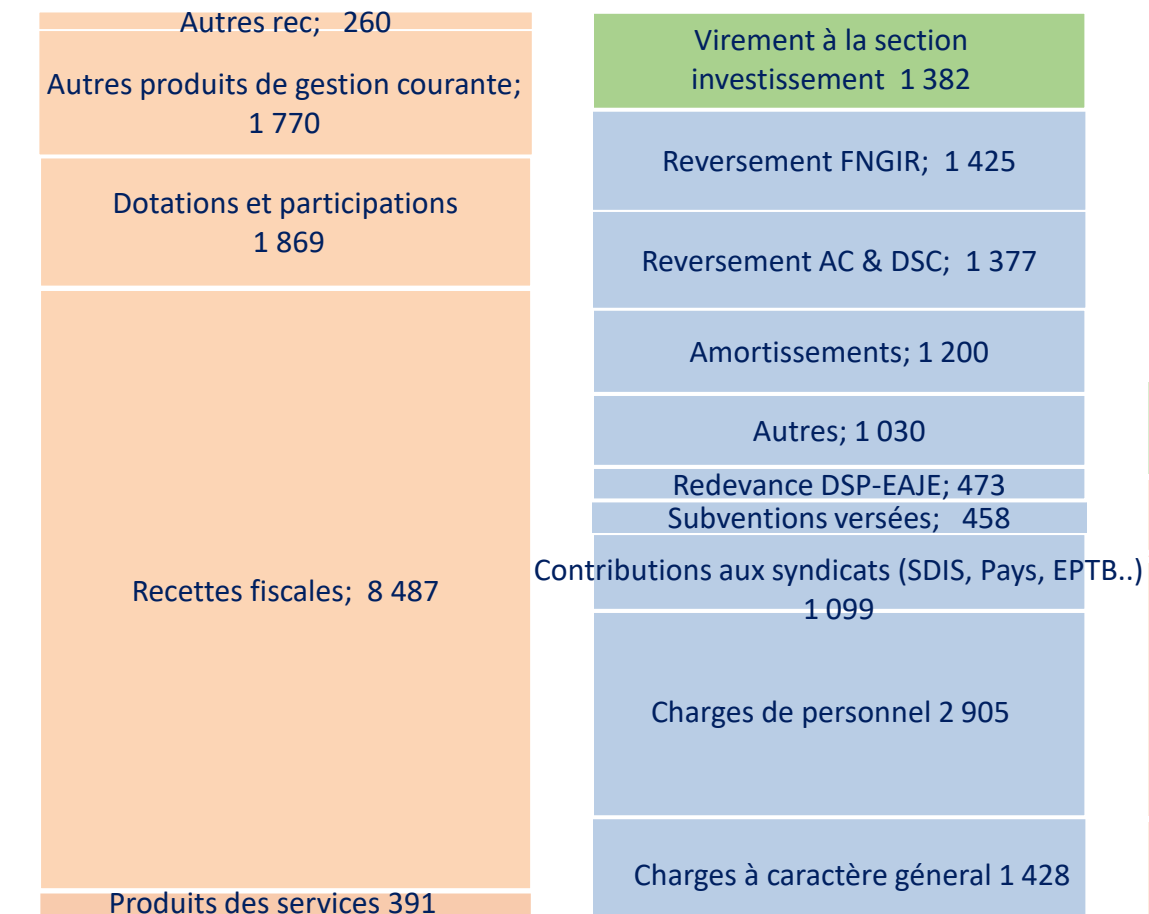 Autres rec; 260
Autres produits de gestion courante;
1 770
Dotations et participations
1 869
Recettes fiscales; 8 487
Produits des services 391
Virement à la section
investissement 1 382
Reversement FNGIR; 1 425
Reversement AC & DSC; 1 377
Amortissements; 1 200
Autres; 1 030
Redevance DSP-EAJE; 473
Subventions versées; 458
Contributions aux syndicats (SDIS, Pays, EPTB..)
1 099
Charges de personnel 2 905
Charges à caractère géneral 1 428